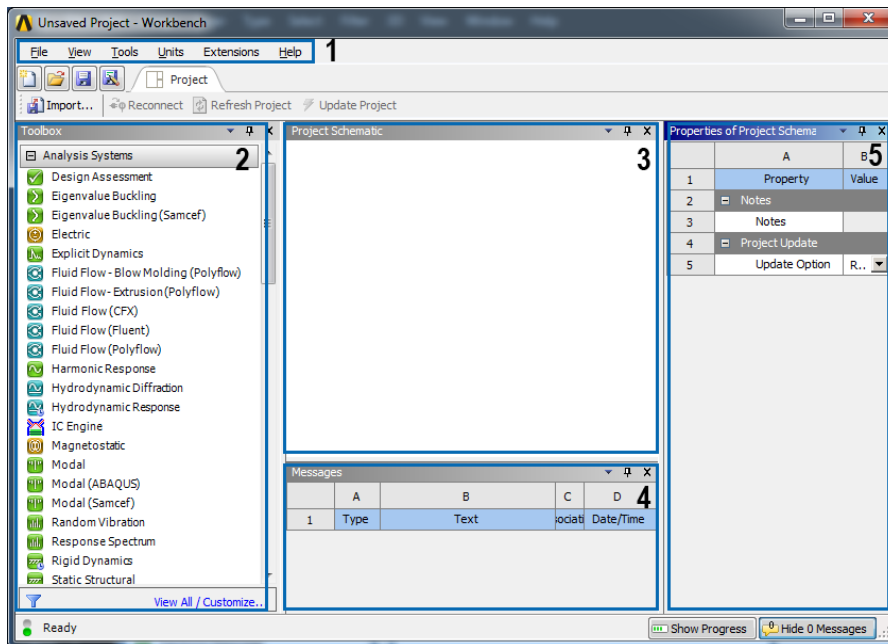 Unsaved Project - Workbench
File View Tools Units Extensions Help 1
Project
Import... Reconnect Refresh Project Update Project
Toolbox
2
Analysis Systems
Design Assessment
Eigenvalue Buckling
Eigenvalue Buckling (Samcef)
Electric
Explicit Dynamics
Fluid Flow - Blow Molding (Polyflow)
Fluid Flow - Extrusion (Polyflow)
Fluid Flow (CFX)
Fluid Flow (Fluent)
Fluid Flow (Polyflow)
Harmonic Response
Hydrodynamic Diffraction
Hydrodynamic Response
IC Engine
Magnetostatic
Modal
Modal (ABAQUS)
Modal (Samcef)
Random Vibration
Response Spectrum
Rigid Dynamics
Static Structural
View All / Customize..
Project Schematic
3
Messages
4
A B C D
1 Type Text ociati Date/Time
Properties of Project Schema
5
A B
1 Property Value
2 Notes
3 Notes
4 Project Update
5 Update Option R..
Ready
Show Progress
0 Hide 0 Messages